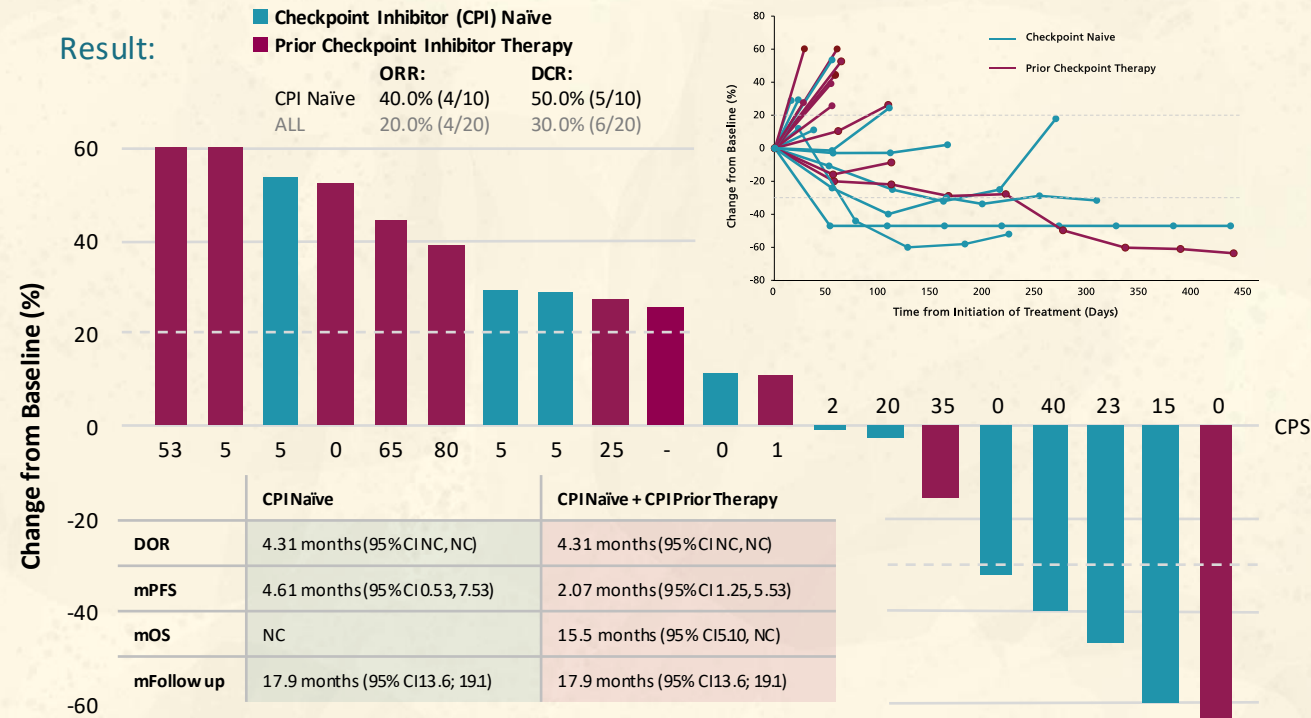 Result:
Checkpoint Inhibitor (CPI) Naïve
Prior Checkpoint Inhibitor Therapy
ORR: DCR:
CPI Naïve 40.0% (4/10) 50.0% (5/10)
ALL 20.0% (4/20) 30.0% (6/20)
Change from Baseline (%)
60
40
20
0
-20
-40
-60
53 5 5 0 65 80 5 5 25 - 0 1
2 20 35 0 40 23 15 0
CPS
CPI Naïve CPI Naïve + CPI Prior Therapy
DOR 4.31 months (95% CI NC, NC) 4.31 months (95% CI NC, NC)
mPFS 4.61 months (95% CI 0.53, 7.53) 2.07 months (95% CI 1.25, 5.53)
mOS NC 15.5 months (95% CI5.10, NC)
mFollow up 17.9 months (95% CI 13.6; 19.1) 17.9 months (95% CI 13.6; 19.1)
Checkpoint Naive
Prior Checkpoint Therapy
Change from Baseline (%)
80
60
40
20
0
-20
-40
-60
-80
0 50 100 150 200 250 300 350 400 450
Time from Initiation of Treatment (Days)